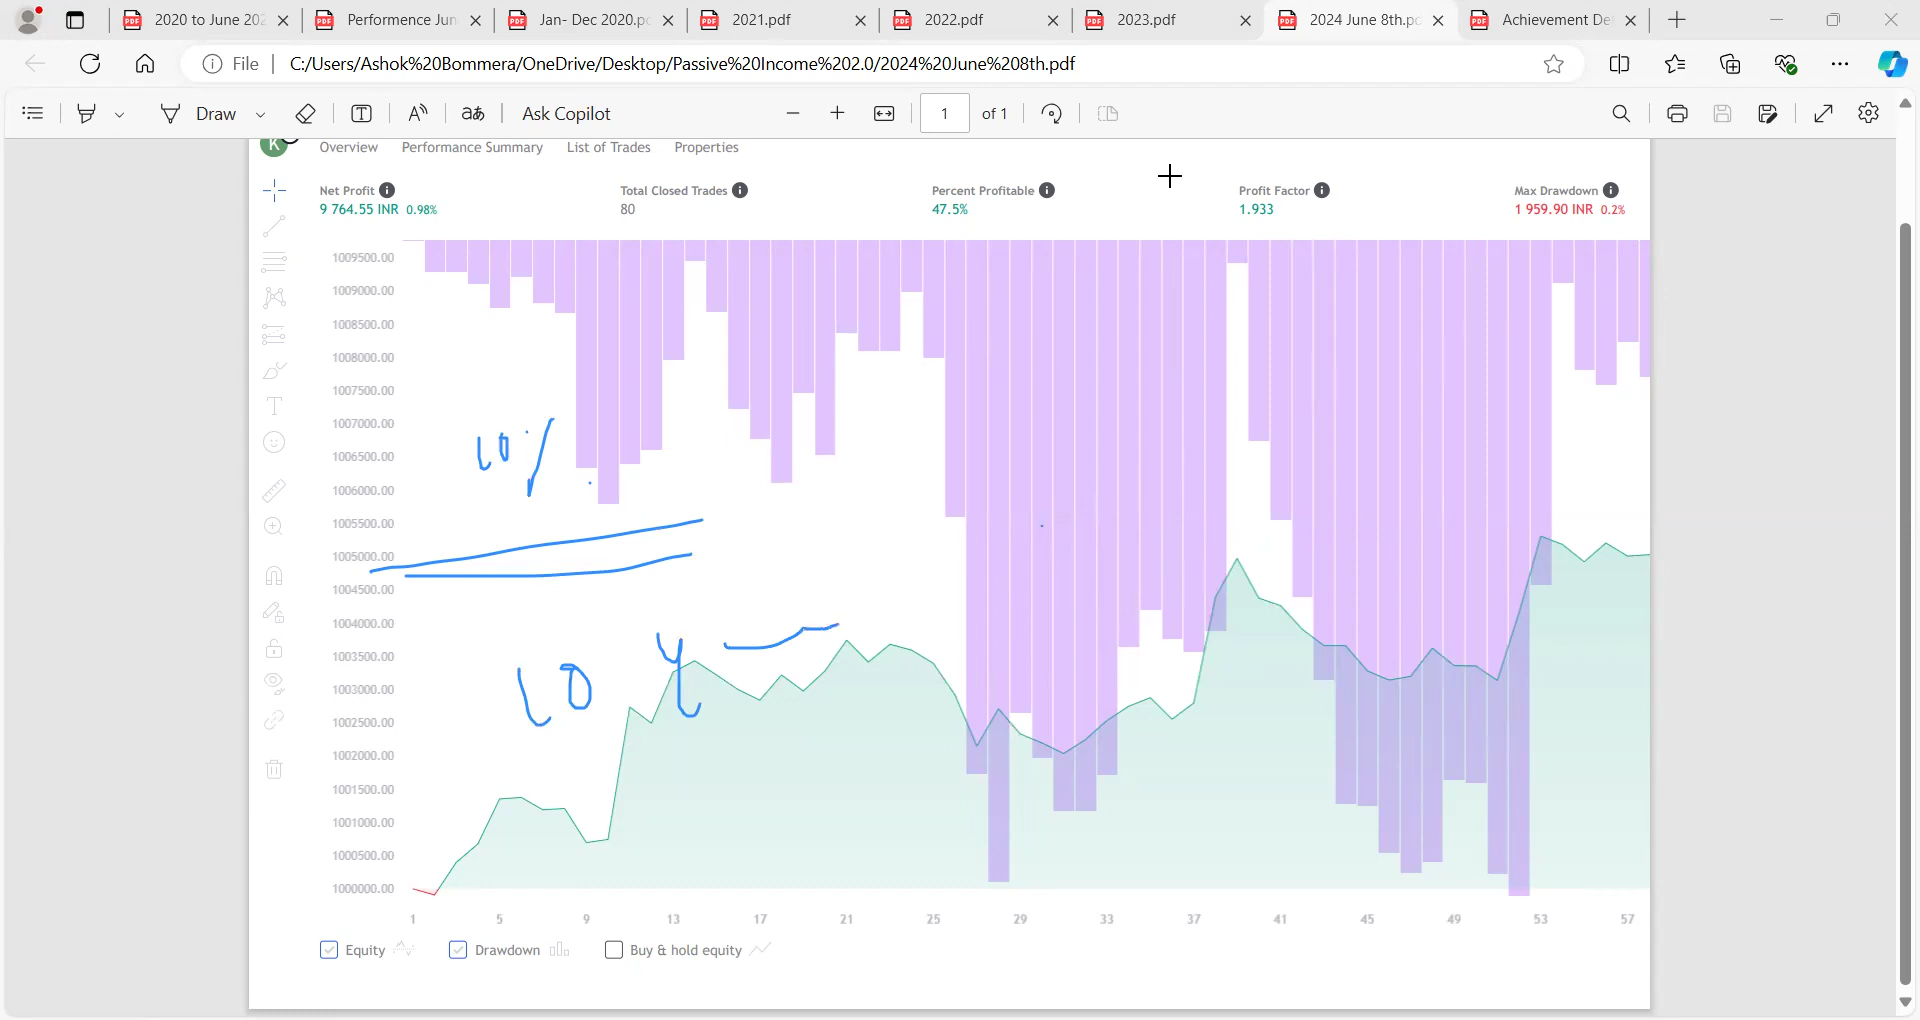 2020 to June 202
Performence Jun
Jan- Dec 2020.p
2021.pdf
2022.pdf
2023.pdf
2024 June 8th.p
Achievement De
File
C:/Users/Ashok%20Bommera/OneDrive/Desktop/Passive%20Income%202.0/2024%20June%208th.pdf
Draw
aあ
Ask Copilot
1
of 1
K
Overview
Performance Summary
List of Trades
Properties
Net Profit
Total Closed Trades
Percent Profitable
Profit Factor
Max Drawdown
9 764.55 INR 0.98%
80
47.5%
1.933
1 959.90 INR 0.2%
1009500.00
1009000.00
1008500.00
1008000.00
1007500.00
1007000.00
1006500.00
1006000.00
1005500.00
1005000.00
1004500.00
1004000.00
1003500.00
1003000.00
1002500.00
1002000.00
1001500.00
1001000.00
1000500.00
1000000.00
10%
10 Y
1 5 9 13 17 21 25 29 33 37 41 45 49 53 57
Equity
Drawdown
Buy & hold equity